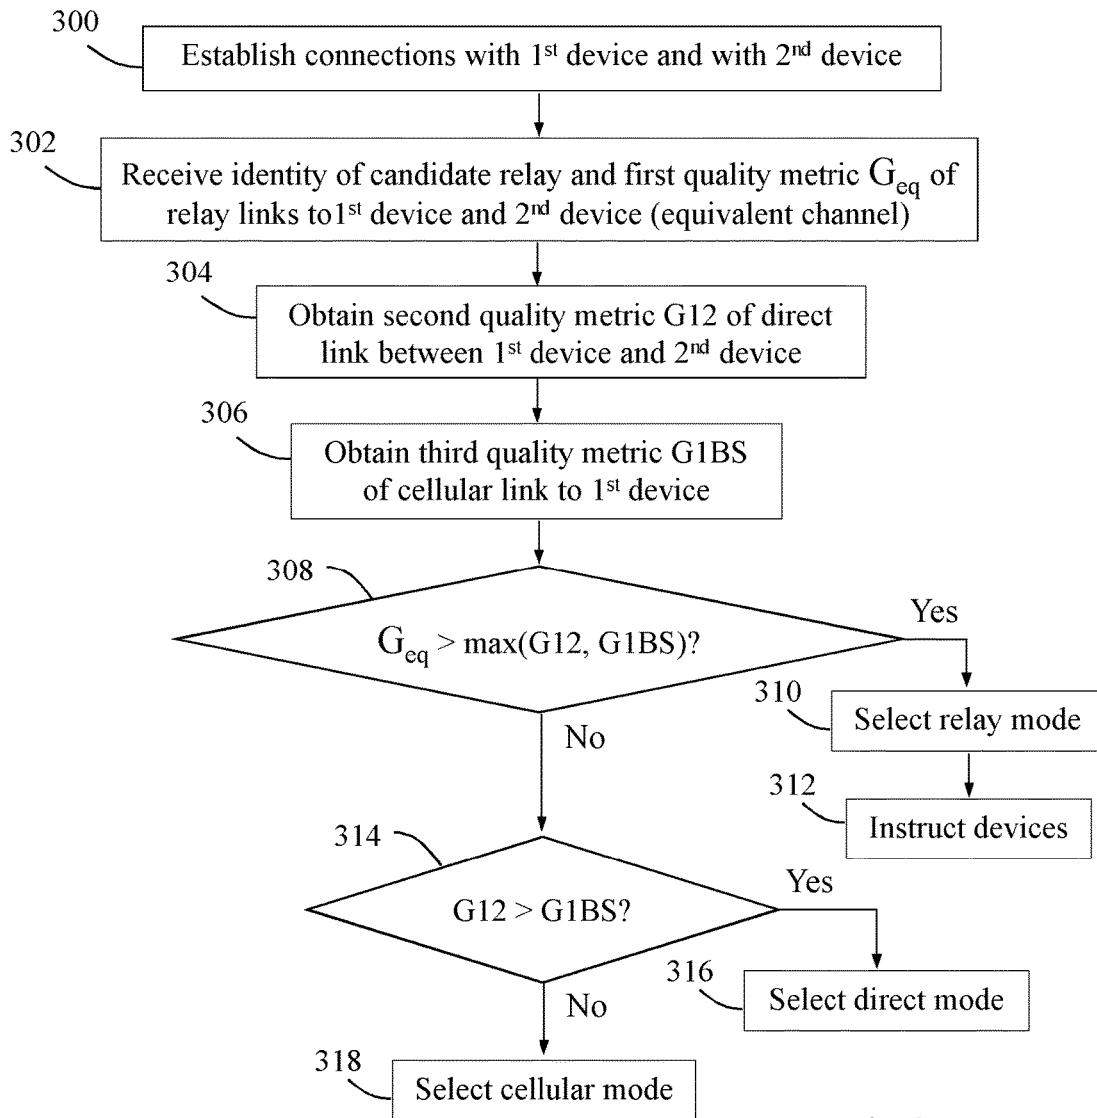 300
Establish connections with 1st device and with 2nd device
302
Receive identity of candidate relay and first quality metric Geq of
relay links to1st device and 2nd device (equivalent channel)
304
Obtain second quality metric G12 of direct
link between 1st device and 2nd device
306
Obtain third quality metric G1BS
of cellular link to 1st device
308
Geq > max(G12, G1BS)?
Yes
310
Select relay mode
No
312
Instruct devices
314
G12 > G1BS?
Yes
316
Select direct mode
No
318
Select cellular mode